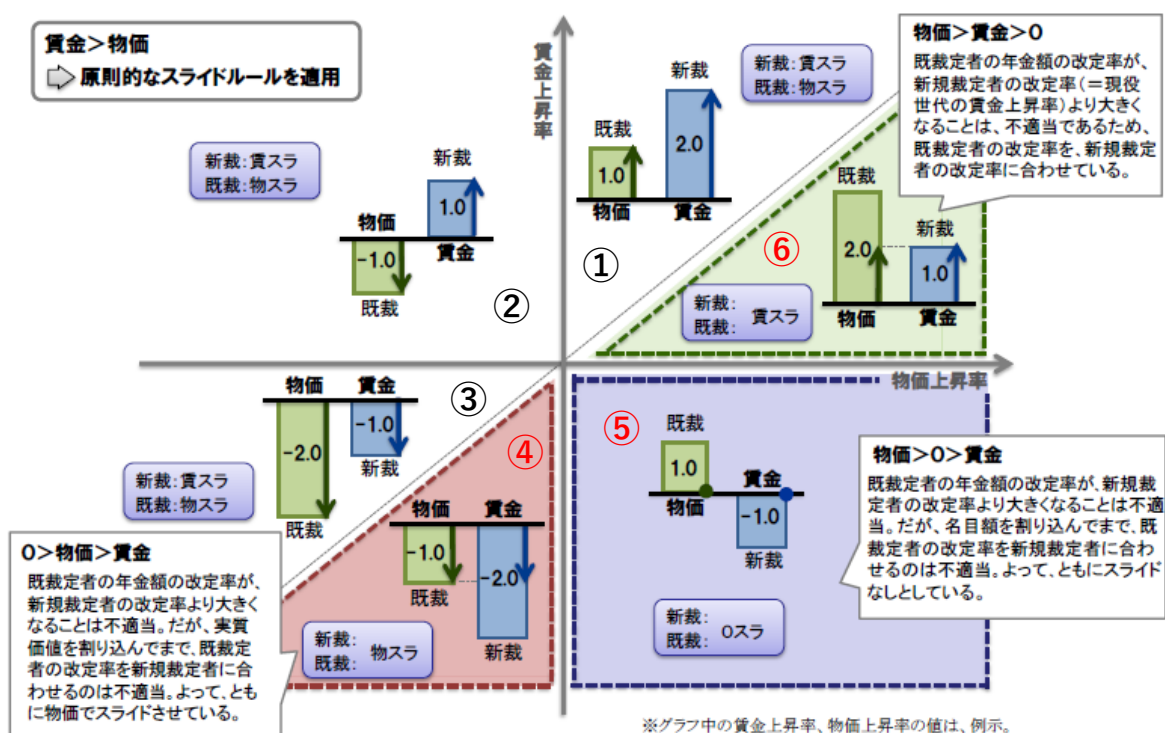 賃金>物価
⇨ 原則的なスライドルールを適用
賃金上昇率
新裁：賃スラ
既裁：物スラ
物価>賃金>0
既裁定者の年金額の改定率が、
新規裁定者の改定率(＝現役
世代の賃金上昇率)より大きく
なることは、不適当であるため、
既裁定者の改定率を、新規裁定
者の改定率に合わせている。
新裁：賃スラ
既裁：物スラ
新裁
1.0
物価
賃金
-1.0
既裁
②
新裁
既裁
2.0
1.0
物価
賃金
①
⑥
既裁
新裁
2.0
1.0
物価
賃金
新裁：
既裁：
賃スラ
物価上昇率
物価
賃金
-1.0
-2.0
新裁
既裁
③
新裁：賃スラ
既裁：物スラ
④
物価
賃金
-1.0
-2.0
既裁
新裁
新裁：
既裁：
物スラ
0>物価>賃金
既裁定者の年金額の改定率が、
新規裁定者の改定率より大きく
なることは不適当。だが、実質
価値を割り込んでまで、既裁定
者の改定率を新規裁定者に合
わせるのは不適当。よって、とも
に物価でスライドさせている。
⑤
既裁
1.0
賃金
物価
-1.0
新裁
新裁：
既裁：
0スラ
物価>0>賃金
既裁定者の年金額の改定率が、新規裁
定者の改定率より大きくなることは不適
当。だが、名目額を割り込んでまで、既
裁定者の改定率を新規裁定者に合わ
せるのは不適当。よって、ともにスライド
なしとしている。
※グラフ中の賃金上昇率、物価上昇率の値は、例示。